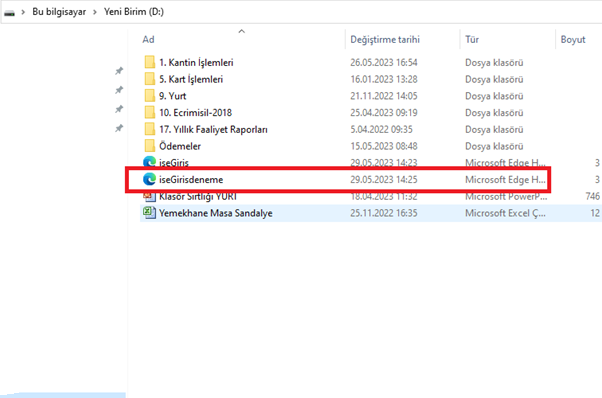 Bu bilgisayar > Yeni Birim (D:)
Ad Değiştirme tarihi Tür Boyut
1. Kantin İşlemleri 26.05.2023 16:54 Dosya klasörü
5. Kart İşlemleri 16.01.2023 13:28 Dosya klasörü
9. Yurt 21.11.2022 14:05 Dosya klasörü
10. Ecrimisil-2018 25.04.2023 09:19 Dosya klasörü
17. Yıllık Faaliyet Raporları 5.04.2022 09:35 Dosya klasörü
Ödemeler 15.05.2023 08:48 Dosya klasörü
iseGiris 29.05.2023 14:23 Microsoft Edge H... 3
iseGirisdeneme 29.05.2023 14:25 Microsoft Edge H... 3
Klasör Sırtlığı YURT 18.04.2023 11:32 Microsoft PowerP... 746
Yemekhane Masa Sandalye 25.11.2022 16:35 Microsoft Excel Ç... 12